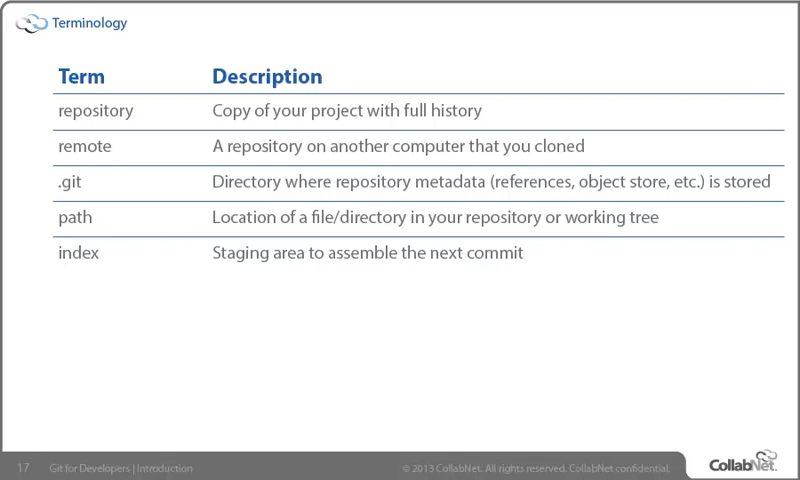 Terminology
Term Description
repository Copy of your project with full history
remote A repository on another computer that you cloned
.git Directory where repository metadata (references, object store, etc.) is stored
path Location of a file/directory in your repository or working tree
index Staging area to assemble the next commit
17 Git for Developers | Introduction © 2013 CollabNet. All rights reserved. CollabNet confidential. CollabNet.